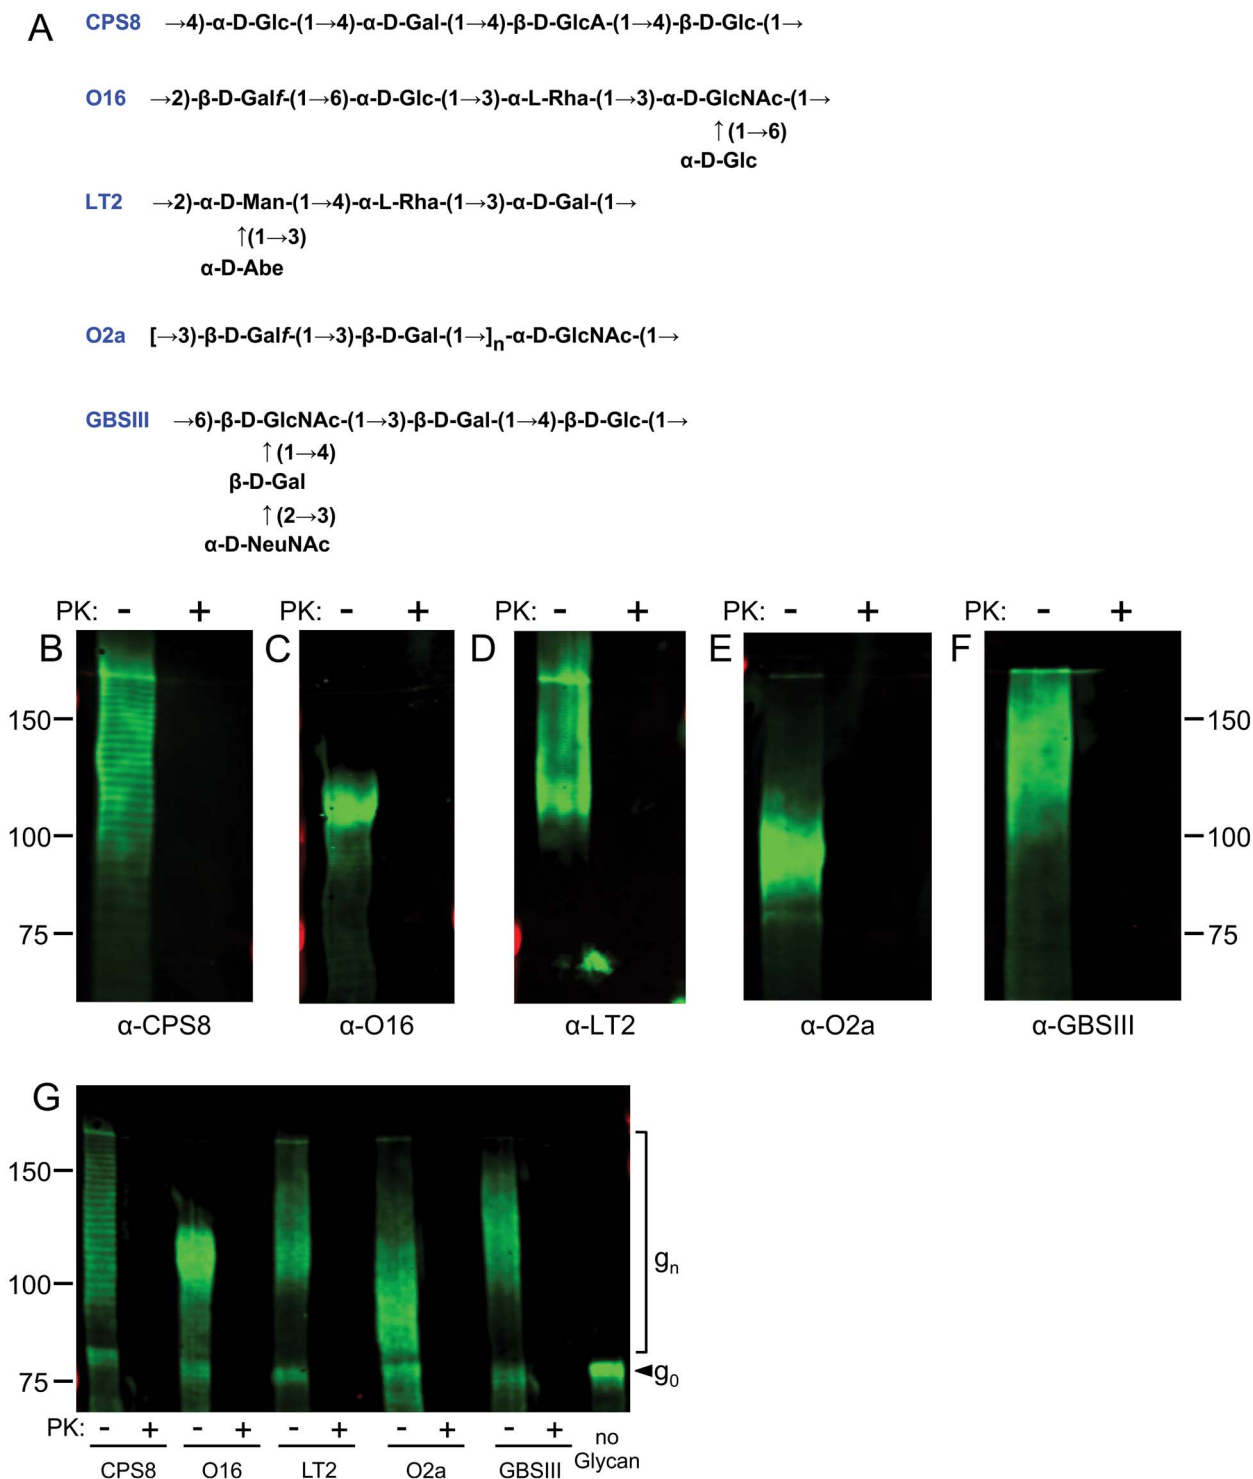 A
CPS8 →4)-α-D-Glc-(1→4)-α-D-Gal-(1→4)-β-D-GlcA-(1→4)-β-D-Glc-(1→
O16 →2)-β-D-Galf-(1→6)-α-D-Glc-(1→3)-α-L-Rha-(1→3)-α-D-GlcNAc-(1→
↑(1→6)
α-D-Glc
LT2 →2)-α-D-Man-(1→4)-α-L-Rha-(1→3)-α-D-Gal-(1→
↑(1→3)
α-D-Abe
O2a [→3)-β-D-Galf-(1→3)-β-D-Gal-(1→]n-α-D-GlcNAc-(1→
GBSIII →6)-β-D-GlcNAc-(1→3)-β-D-Gal-(1→4)-β-D-Glc-(1→
↑(1→4)
β-D-Gal
↑(2→3)
α-D-NeuNAc
PK: - + PK: - + PK: - + PK: - + PK: - +
B C D E F
150 150
100 100
75 75
α-CPS8 α-O16 α-LT2 α-O2a α-GBSIII
G
150
100
75
gn
g0
PK: - + - + - + - + - + no
CPS8 O16 LT2 O2a GBSIII Glycan